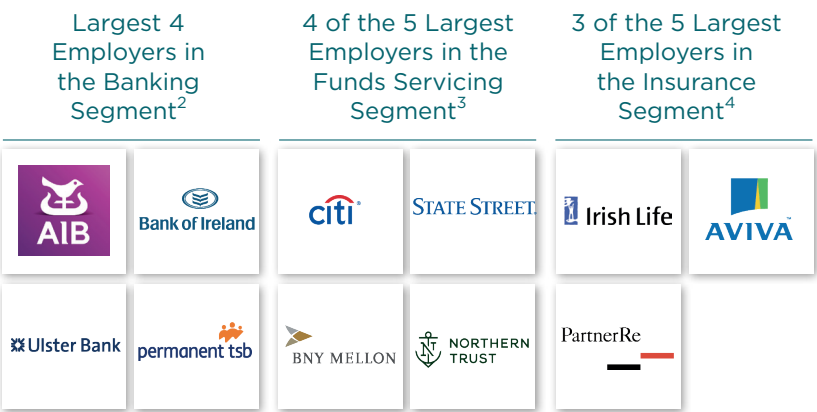 Largest 4
Employers in
the Banking
Segment2
4 of the 5 Largest
Employers in the
Funds Servicing
Segment3
3 of the 5 Largest
Employers in
the Insurance
Segment4
AIB
Bank of Ireland
citi®
STATE STREET.
Irish Life
AVIVA™
Ulster Bank
permanent tsb
BNY MELLON
NT
NORTHERN
TRUST
PartnerRe